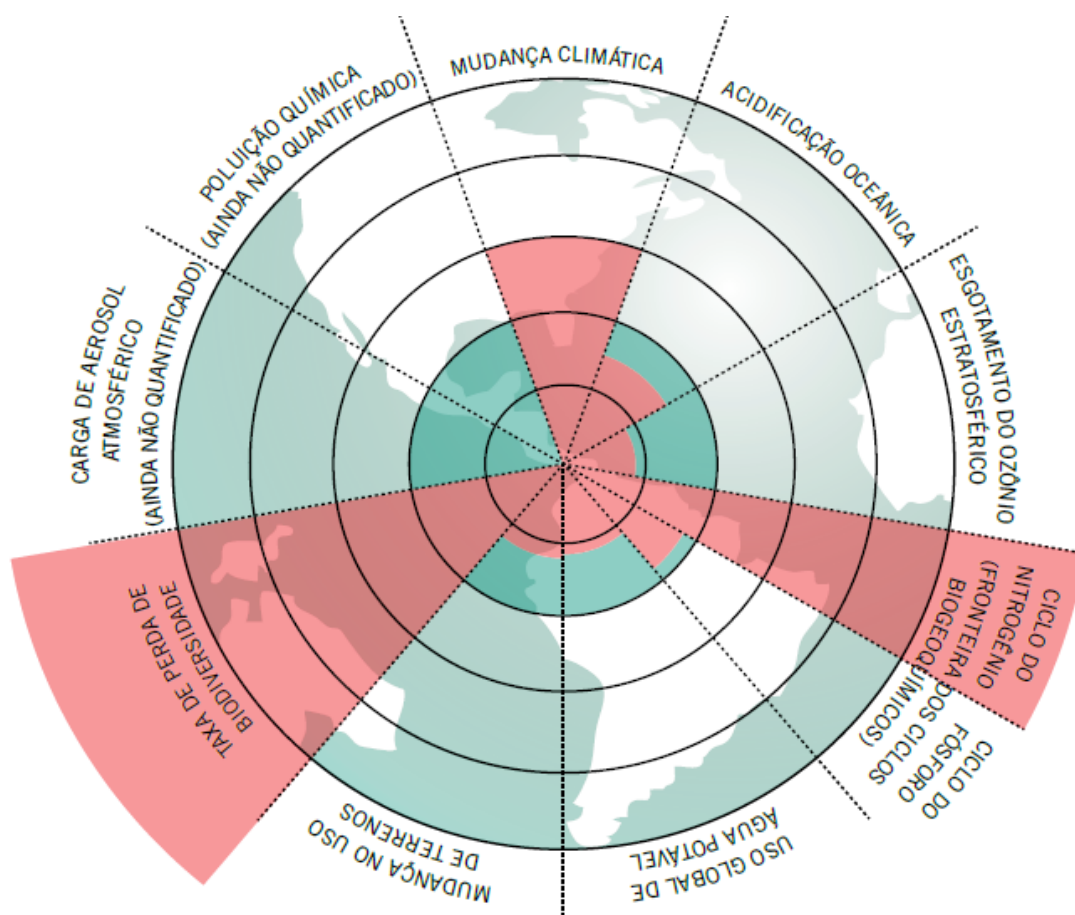 MUDANÇA CLIMÁTICA
ACIDIFICAÇÃO OCEÂNICA
ESGOTAMENTO DO OZÔNIO
ESTRATOSFÉRICO
CICLO DO
NITROGÊNIO
(FRONTEIRA
BIOGEOQUÍMICOS)
DOS CICLOS
FÓSFORO
CICLO DO
USO GLOBAL DE
ÁGUA POTÁVEL
MUDANÇA NO USO
DE TERRENOS
TAXA DE PERDA DE
BIODIVERSIDADE
CARGA DE AEROSOL
ATMOSFÉRICO
(AINDA NÃO QUANTIFICADO)
POLUIÇÃO QUÍMICA
(AINDA NÃO QUANTIFICADO)